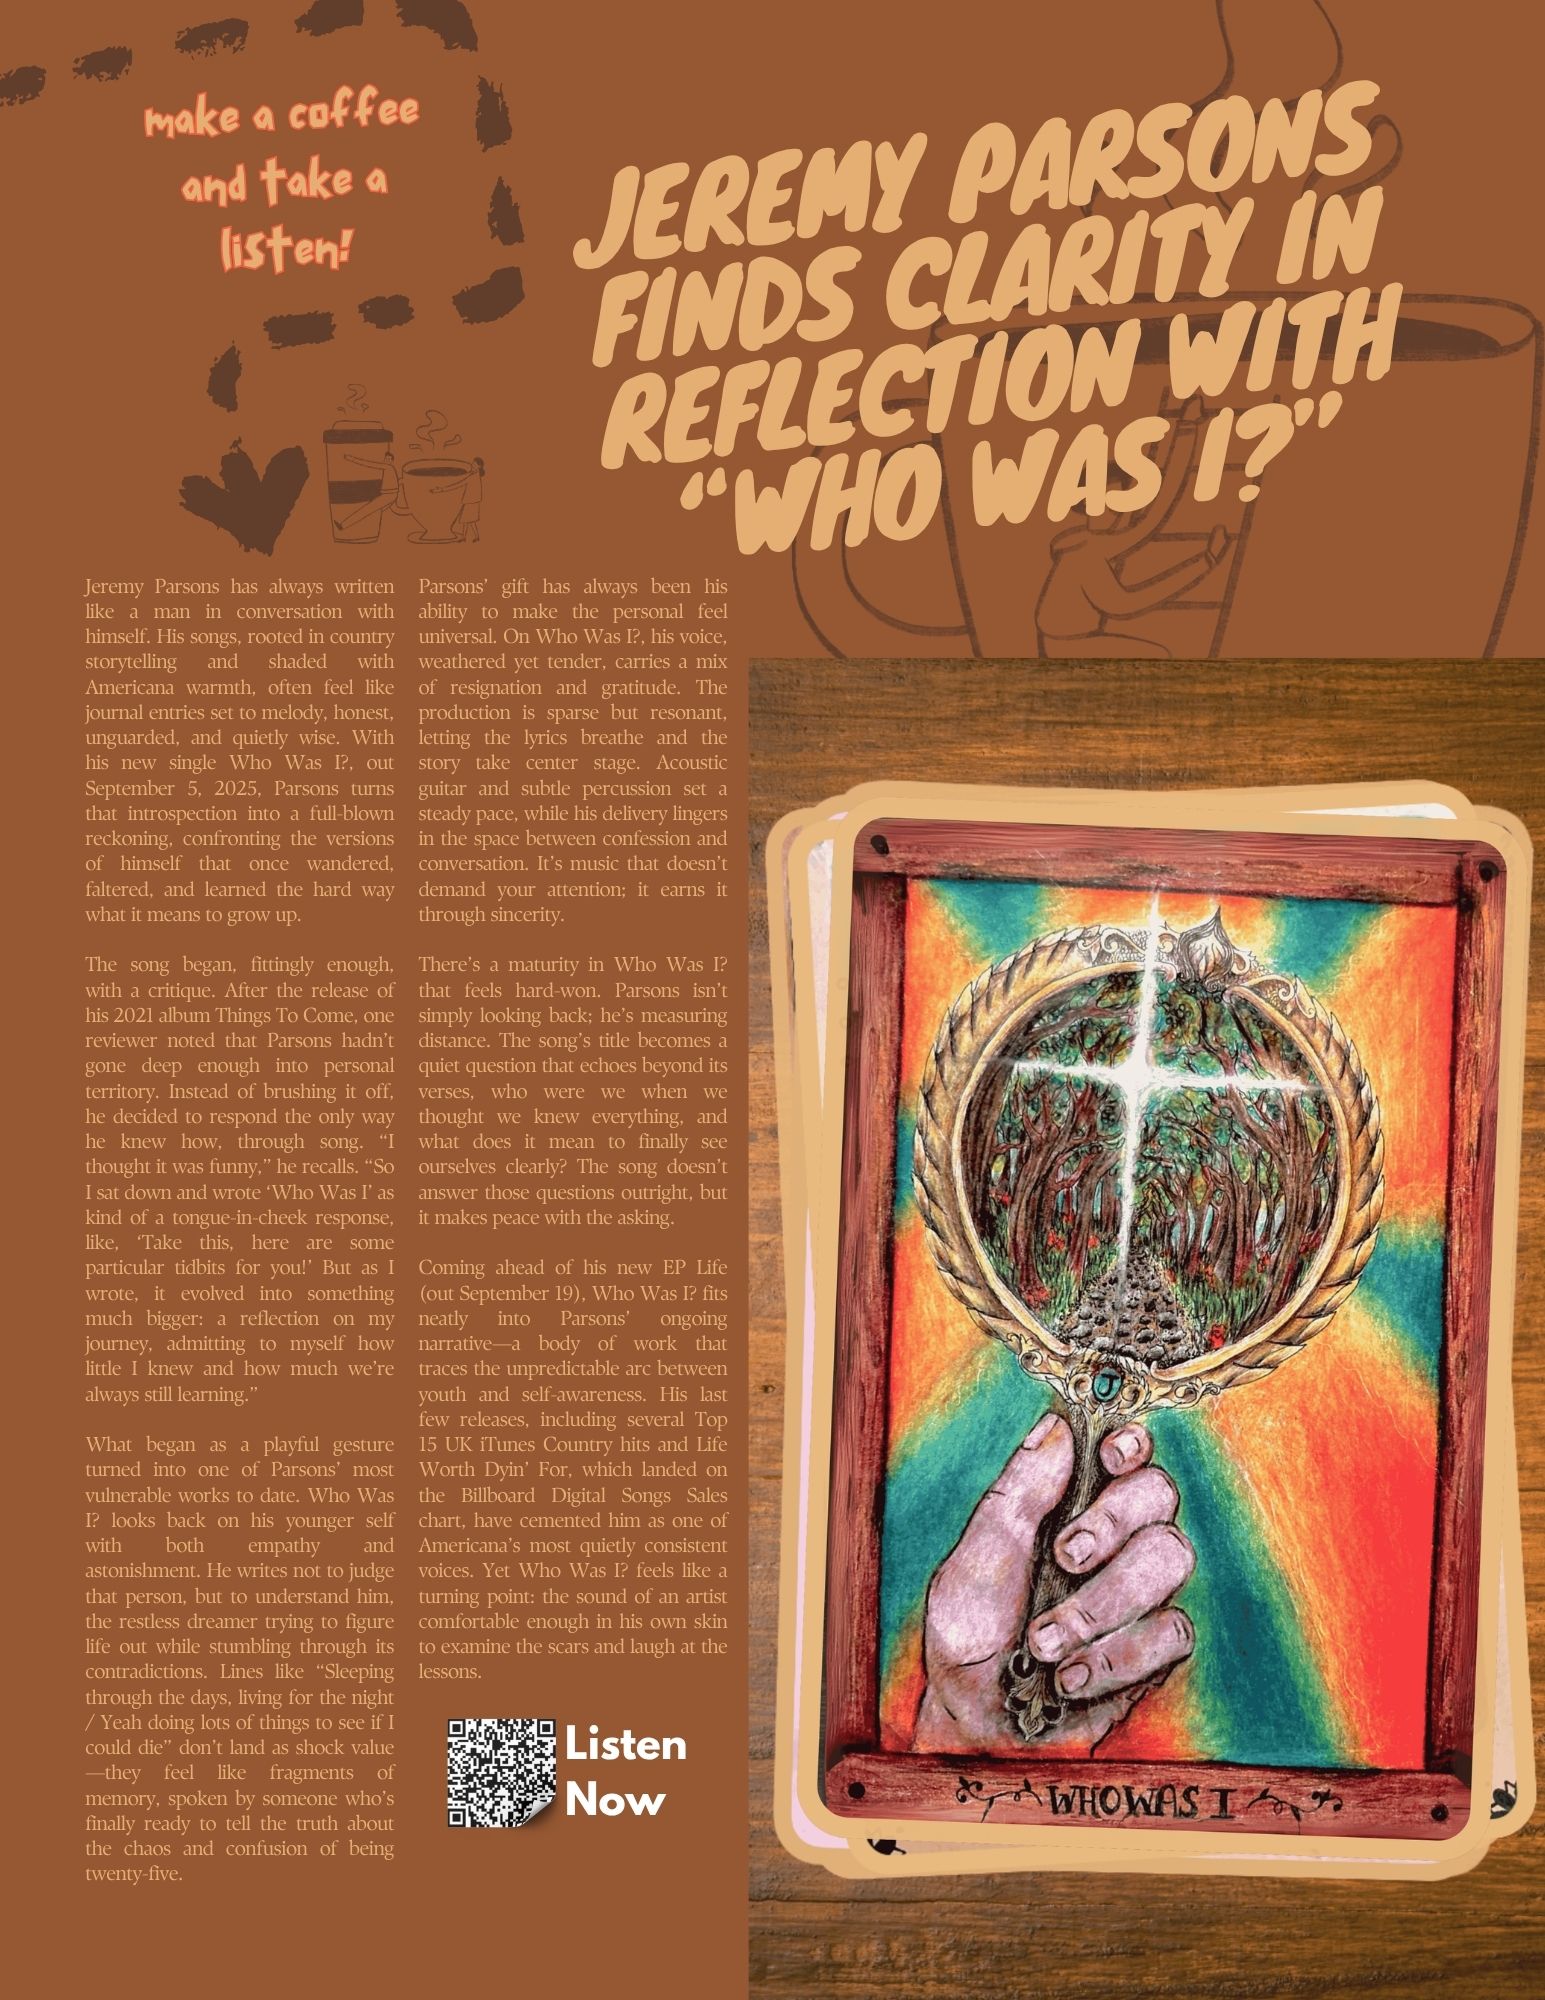 make a coffee
and take a
listen!
JEREMY PARSONS
FINDS CLARITY IN
REFLECTION WITH
“WHO WAS I?”
Jeremy Parsons has always written
like a man in conversation with
himself. His songs, rooted in country
storytelling and shaded with
Americana warmth, often feel like
journal entries set to melody, honest,
unguarded, and quietly wise. With
his new single Who Was I?, out
September 5, 2025, Parsons turns
that introspection into a full-blown
reckoning, confronting the versions
of himself that once wandered,
faltered, and learned the hard way
what it means to grow up.
The song began, fittingly enough,
with a critique. After the release of
his 2021 album Things To Come, one
reviewer noted that Parsons hadn’t
gone deep enough into personal
territory. Instead of brushing it off,
he decided to respond the only way
he knew how, through song. “I
thought it was funny,” he recalls. “So
I sat down and wrote ‘Who Was I’ as
kind of a tongue-in-cheek response,
like, ‘Take this, here are some
particular tidbits for you!’ But as I
wrote, it evolved into something
much bigger: a reflection on my
journey, admitting to myself how
little I knew and how much we’re
always still learning.”
What began as a playful gesture
turned into one of Parsons’ most
vulnerable works to date. Who Was
I? looks back on his younger self
with both empathy and
astonishment. He writes not to judge
that person, but to understand him,
the restless dreamer trying to figure
life out while stumbling through its
contradictions. Lines like “Sleeping
through the days, living for the night
/ Yeah doing lots of things to see if I
could die” don’t land as shock value
—they feel like fragments of
memory, spoken by someone who’s
finally ready to tell the truth about
the chaos and confusion of being
twenty-five.
Parsons’ gift has always been his
ability to make the personal feel
universal. On Who Was I?, his voice,
weathered yet tender, carries a mix
of resignation and gratitude. The
production is sparse but resonant,
letting the lyrics breathe and the
story take center stage. Acoustic
guitar and subtle percussion set a
steady pace, while his delivery lingers
in the space between confession and
conversation. It’s music that doesn’t
demand your attention; it earns it
through sincerity.
There’s a maturity in Who Was I?
that feels hard-won. Parsons isn’t
simply looking back; he’s measuring
distance. The song’s title becomes a
quiet question that echoes beyond its
verses, who were we when we
thought we knew everything, and
what does it mean to finally see
ourselves clearly? The song doesn’t
answer those questions outright, but
it makes peace with the asking.
Coming ahead of his new EP Life
(out September 19), Who Was I? fits
neatly into Parsons’ ongoing
narrative—a body of work that
traces the unpredictable arc between
youth and self-awareness. His last
few releases, including several Top
15 UK iTunes Country hits and Life
Worth Dyin’ For, which landed on
the Billboard Digital Songs Sales
chart, have cemented him as one of
Americana’s most quietly consistent
voices. Yet Who Was I? feels like a
turning point: the sound of an artist
comfortable enough in his own skin
to examine the scars and laugh at the
lessons.
Listen
Now
J
WHO WAS I